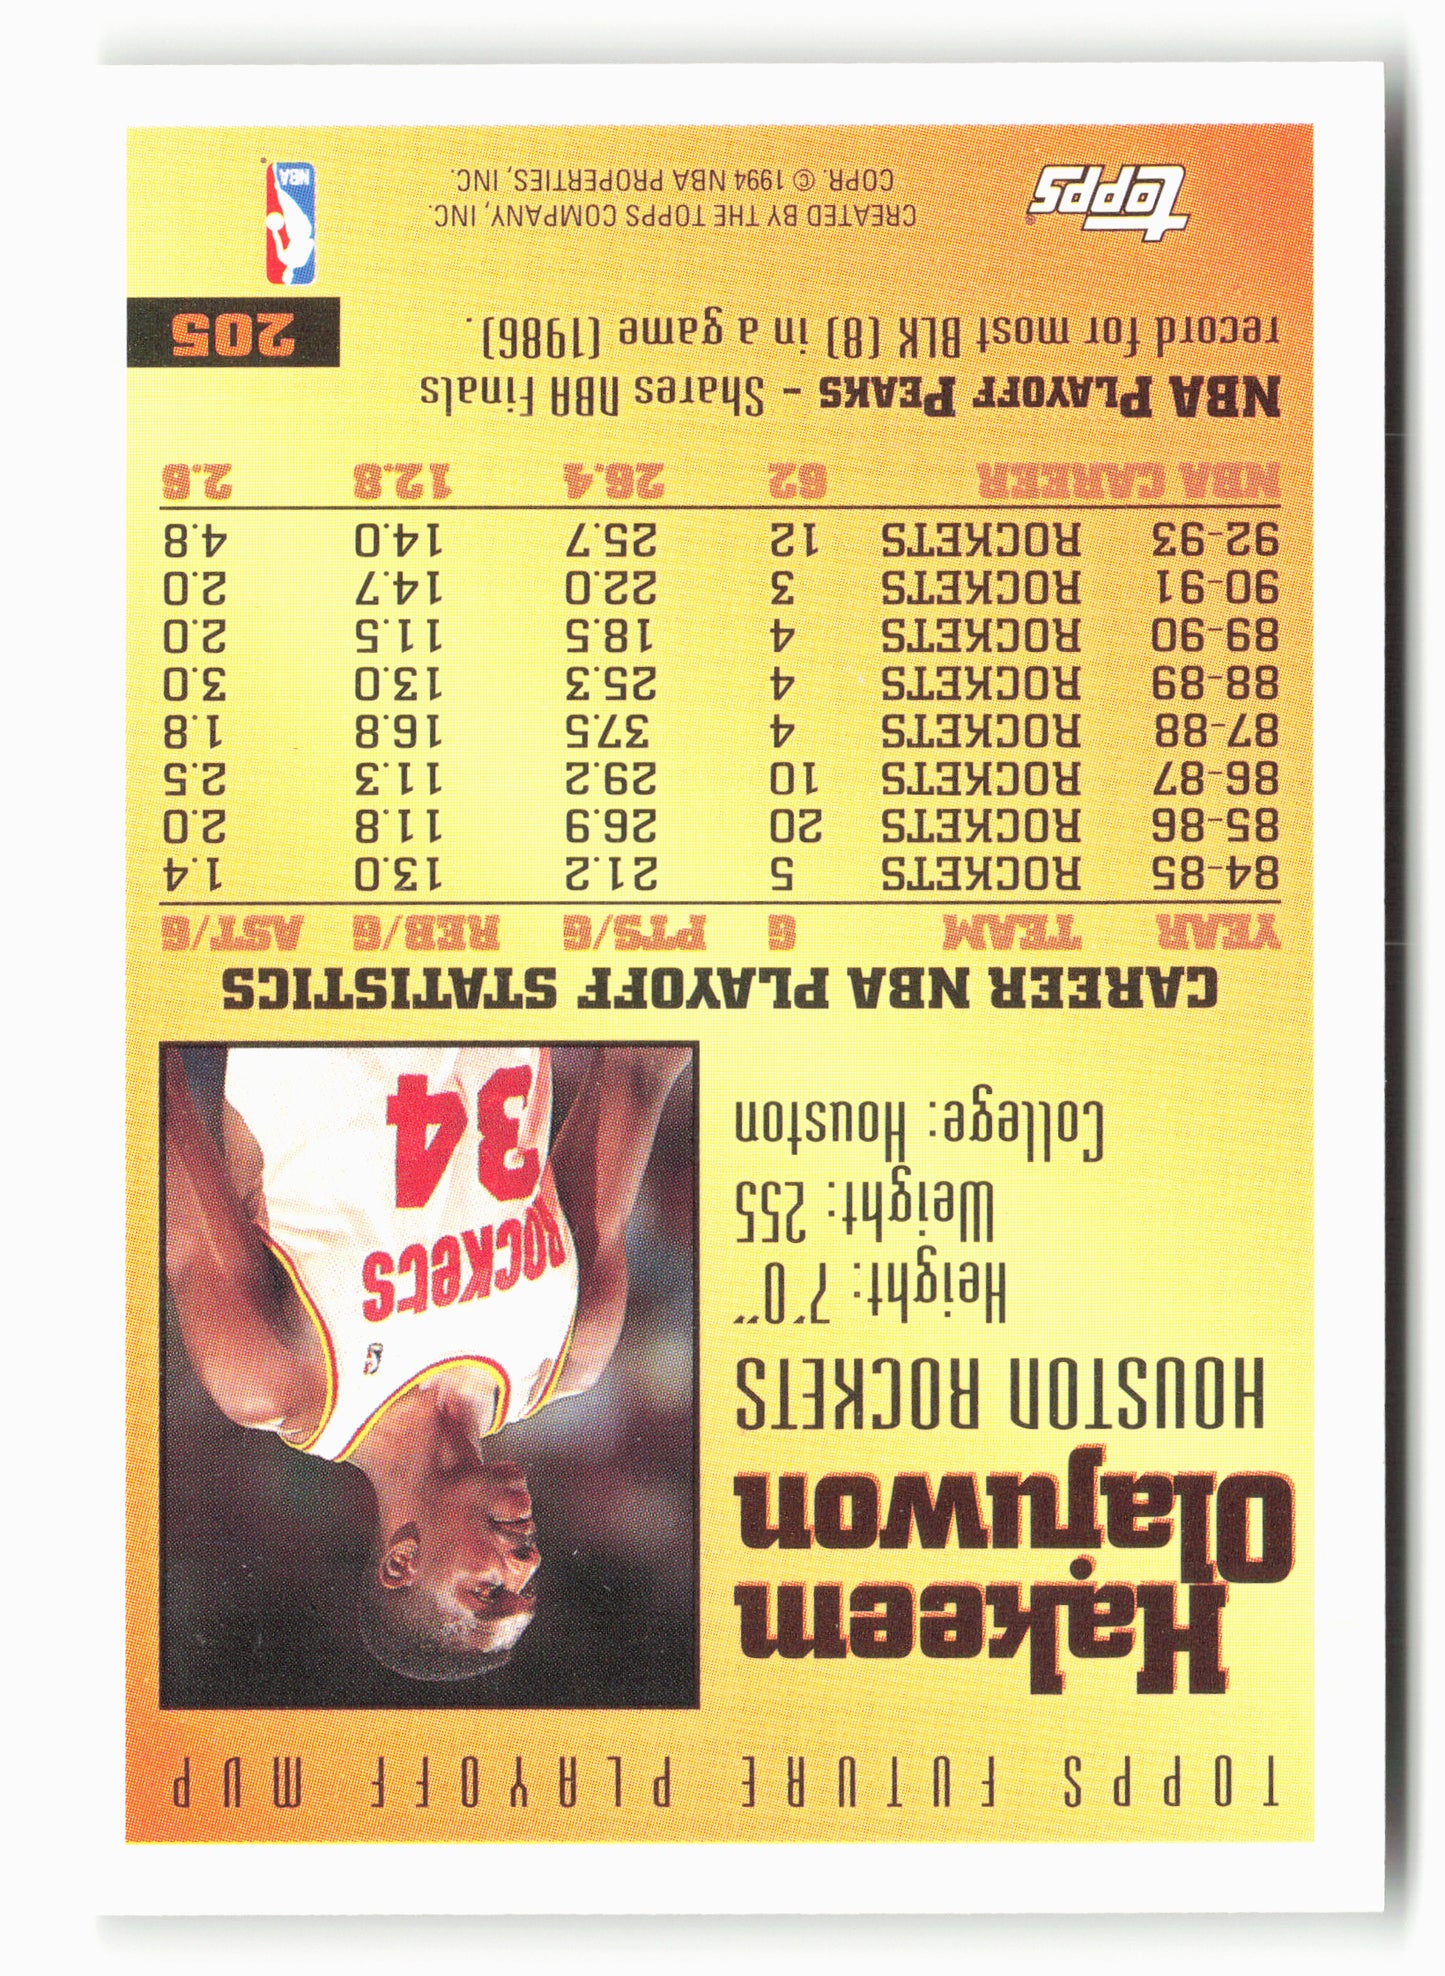 TOPPS FUTURE PLAYOFF MVP
Hakeem
Olajuwon
HOUSTON ROCKETS
Height: 7'0"
Weight: 255
College: Houston
ROCKETS
34
CAREER NBA PLAYOFF STATISTICS
YEAR TEAM G PTS/G REB/G AST/G
84-85 ROCKETS 5 21.2 13.0 1.4
85-86 ROCKETS 20 26.9 11.8 2.0
86-87 ROCKETS 10 29.2 11.3 2.5
87-88 ROCKETS 4 37.5 16.8 1.8
88-89 ROCKETS 4 25.3 13.0 3.0
89-90 ROCKETS 4 18.5 11.5 2.0
90-91 ROCKETS 3 22.0 14.7 2.0
92-93 ROCKETS 12 25.7 14.0 4.8
NBA CAREER 62 26.4 12.8 2.6
NBA PLAYOFF PEAKS - Shares NBA Finals
record for most BLK (8) in a game (1986).
205
Topps®
CREATED BY THE TOPPS COMPANY, INC.
COPR. © 1994 NBA PROPERTIES, INC.
NBA ®